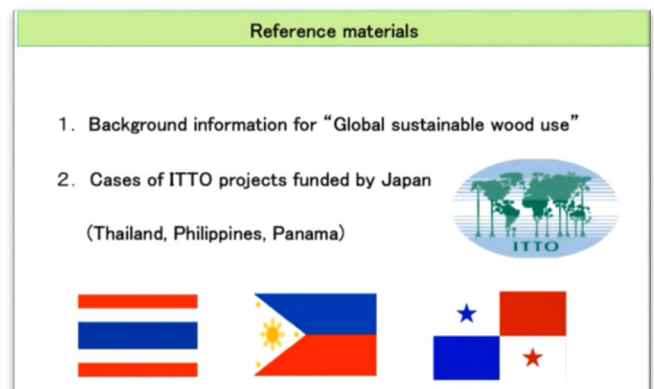 Reference materials
1. Background information for “Global sustainable wood use”
2. Cases of ITTO projects funded by Japan
(Thailand, Philippines, Panama)
ITTO